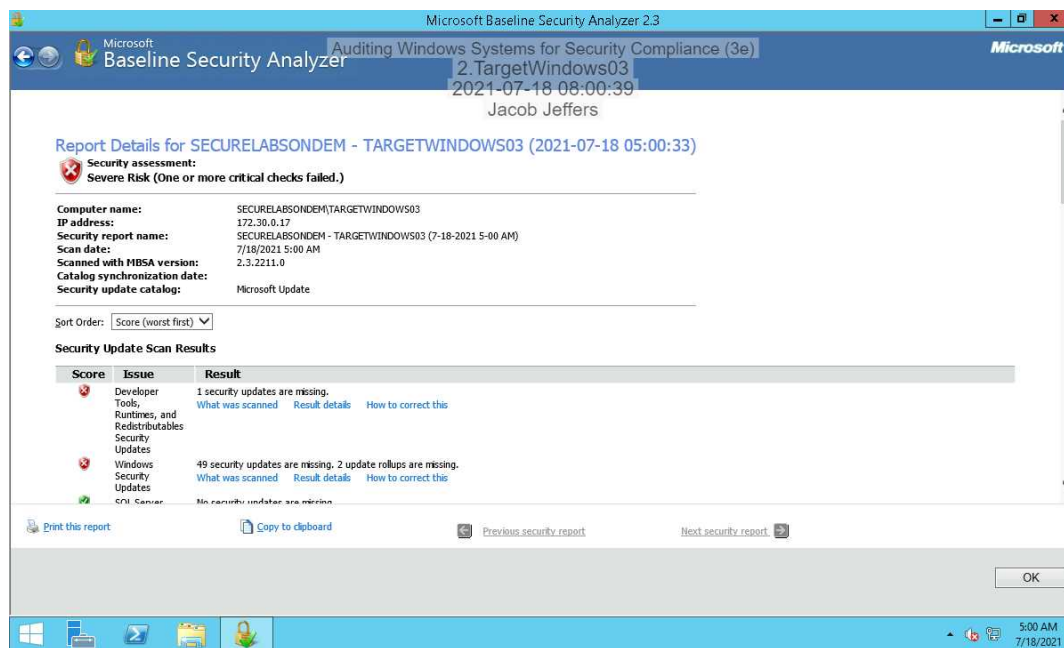 Microsoft Baseline Security Analyzer 2.3
Microsoft
Baseline Security Analyzer
Auditing Windows Systems for Security Compliance (3e)
2.TargetWindows03
2021-07-18 08:00:39
Jacob Jeffers
Microsoft
Report Details for SECURELABSONDEM - TARGETWINDOWS03 (2021-07-18 05:00:33)
Security assessment:
Severe Risk (One or more critical checks failed.)
Computer name: SECURELABSONDEM\TARGETWINDOWS03
IP address: 172.30.0.17
Security report name: SECURELABSONDEM - TARGETWINDOWS03 (7-18-2021 5-00 AM)
Scan date: 7/18/2021 5:00 AM
Scanned with MBSA version: 2.3.2211.0
Catalog synchronization date:
Security update catalog: Microsoft Update
Sort Order: Score (worst first)
Security Update Scan Results
Score Issue Result
Developer Tools, Runtimes, and Redistributables Security Updates
1 security updates are missing.
What was scanned Result details How to correct this
Windows Security Updates
49 security updates are missing. 2 update rollups are missing.
What was scanned Result details How to correct this
SQL Server No security updates are missing
Print this report Copy to clipboard Previous security report Next security report
OK
5:00 AM
7/18/2021